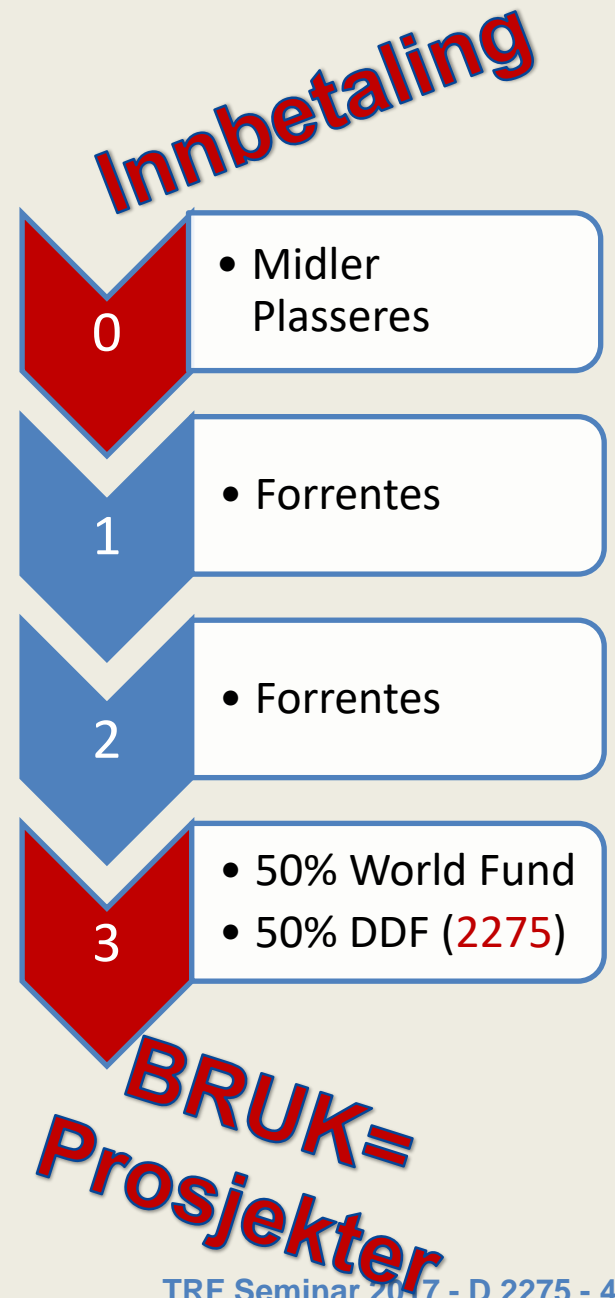 Innbetaling
0
• Midler
Plasseres
1
• Forrentes
2
• Forrentes
3
• 50% World Fund
• 50% DDF (2275)
BRUK=
Prosjekter
TRF Seminar 2017 - D 2275 - 4